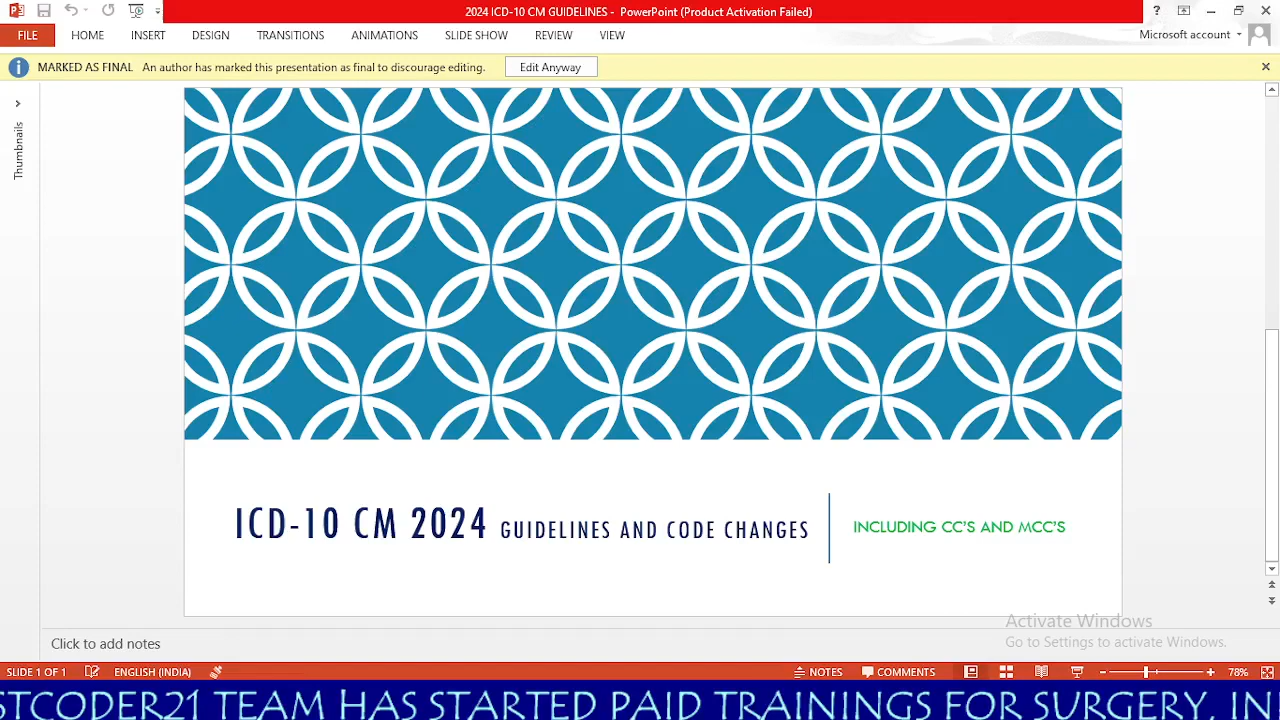 2024 ICD-10 CM GUIDELINES - PowerPoint (Product Activation Failed)
?
FILE HOME INSERT DESIGN TRANSITIONS ANIMATIONS SLIDE SHOW REVIEW VIEW Microsoft account
i MARKED AS FINAL An author has marked this presentation as final to discourage editing. Edit Anyway
Thumbnails
ICD-10 CM 2024 GUIDELINES AND CODE CHANGES
INCLUDING CC'S AND MCC'S
Activate Windows
Go to Settings to activate Windows.
Click to add notes
SLIDE 1 OF 1 ENGLISH (INDIA) NOTES COMMENTS 78%
STCODER21 TEAM HAS STARTED PAID TRAININGS FOR SURGERY, IN